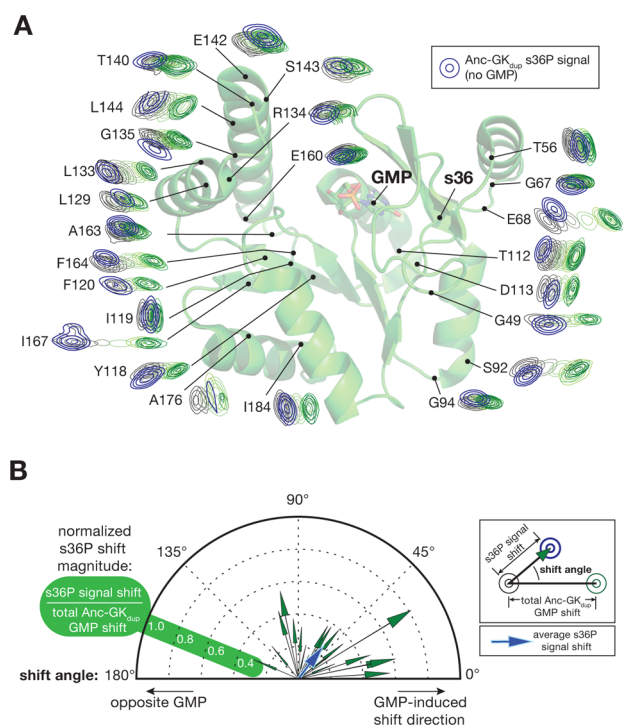 A
E142
T140
S143
L144
R134
G135
E160
L133
L129
A163
F164
F120
I119
I167
Y118
A176
I184
GMP
s36
Anc-GKdup s36P signal
(no GMP)
T56
G67
E68
T112
D113
G49
S92
G94
B
normalized
s36P shift
magnitude:
s36P signal shift
total Anc-GKdup
GMP shift
1.0
0.8
0.6
0.4
90°
135°
45°
shift angle: 180°
0°
opposite GMP
GMP-induced
shift direction
s36P signal
shift
shift angle
total Anc-GKdup
GMP shift
average s36P
signal shift